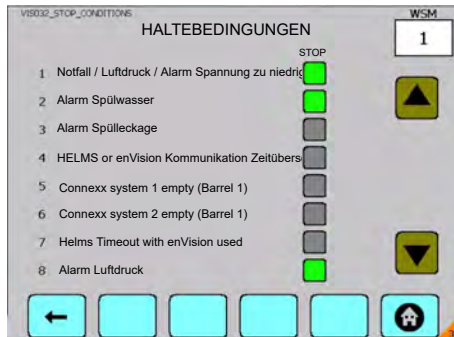 VIS032_STOP_CONDITIONS
WSM
HALTEBEDINGUNGEN
1
STOP
1 Notfall / Luftdruck / Alarm Spannung zu niedrig
2 Alarm Spülwasser
3 Alarm Spülleckage
4 HELMS or enVision Kommunikation Zeitübers
5 Connexx system 1 empty (Barrel 1)
6 Connexx system 2 empty (Barrel 1)
7 Helms Timeout with enVision used
8 Alarm Luftdruck